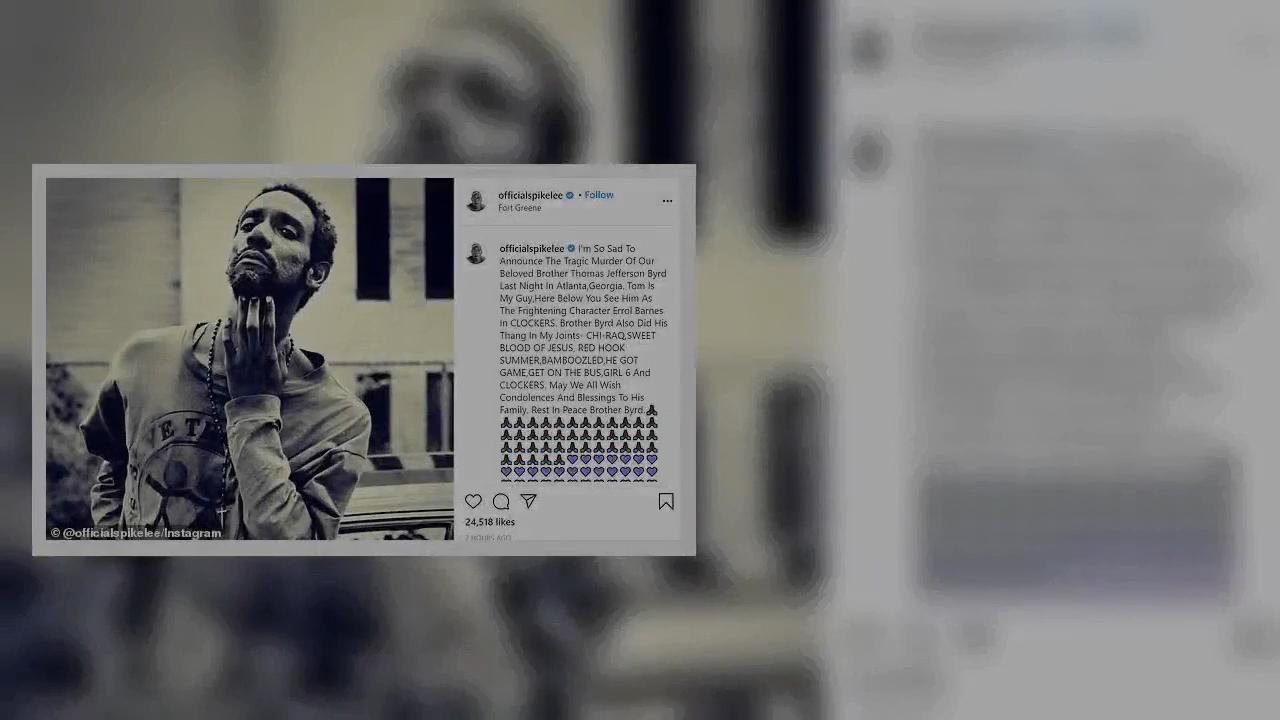 officialspikelee • Follow
Fort Greene
officialspikelee I'm So Sad To
Announce The Tragic Murder Of Our
Beloved Brother Thomas Jefferson Byrd
Last Night In Atlanta,Georgia. Tom Is
My Guy,Here Below You See Him As
The Frightening Character Errol Barnes
In CLOCKERS. Brother Byrd Also Did His
Thang In My Joints- CHI-RAQ,SWEET
BLOOD OF JESUS, RED HOOK
SUMMER,BAMBOOZLED,HE GOT
GAME,GET ON THE BUS,GIRL 6 And
CLOCKERS. May We All Wish
Condolences And Blessings To His
Family. Rest In Peace Brother Byrd.
24,518 likes
2 HOURS AGO
© @officialspikelee/Instagram